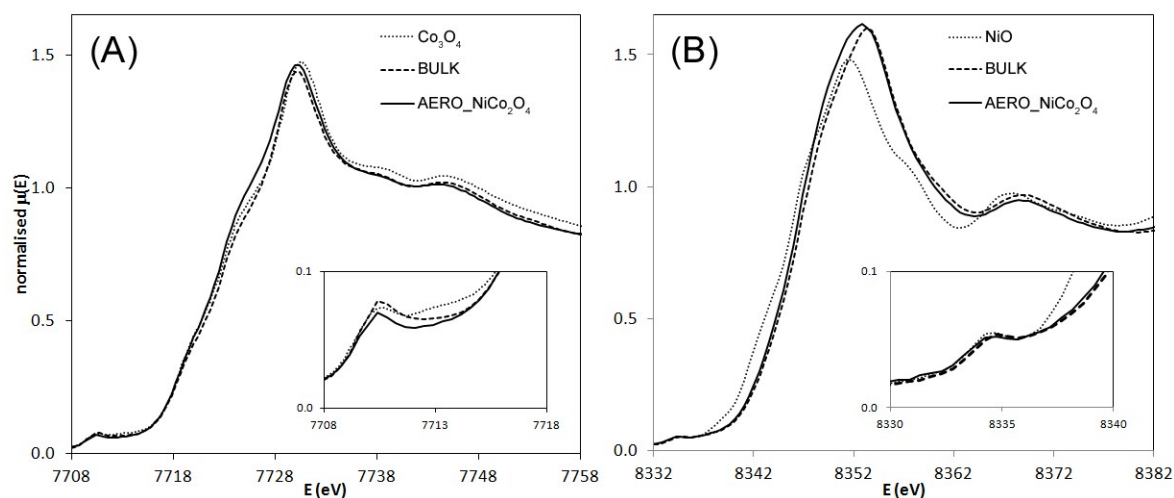 (A)
Co₃O₄
BULK
AERO_NiCo₂O₄
1.5
1.0
0.5
0.0
normalised μ(E)
0.1
0.0
7708
7713
7718
7708
7718
7728
7738
7748
7758
E (eV)
(B)
NiO
BULK
AERO_NiCo₂O₄
1.5
1.0
0.5
0.0
0.1
0.0
8330
8335
8340
8332
8342
8352
8362
8372
8382
E (eV)